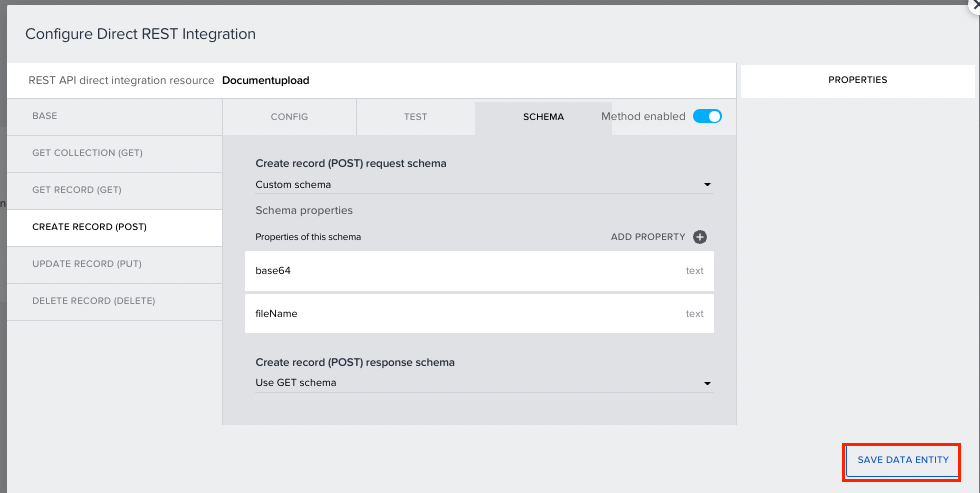 Configure Direct REST Integration
REST API direct integration resource Documentupload
PROPERTIES
BASE
GET COLLECTION (GET)
GET RECORD (GET)
CREATE RECORD (POST)
UPDATE RECORD (PUT)
DELETE RECORD (DELETE)
CONFIG
TEST
SCHEMA
Method enabled
Create record (POST) request schema
Custom schema
Schema properties
Properties of this schema
ADD PROPERTY
base64 text
fileName text
Create record (POST) response schema
Use GET schema
SAVE DATA ENTITY